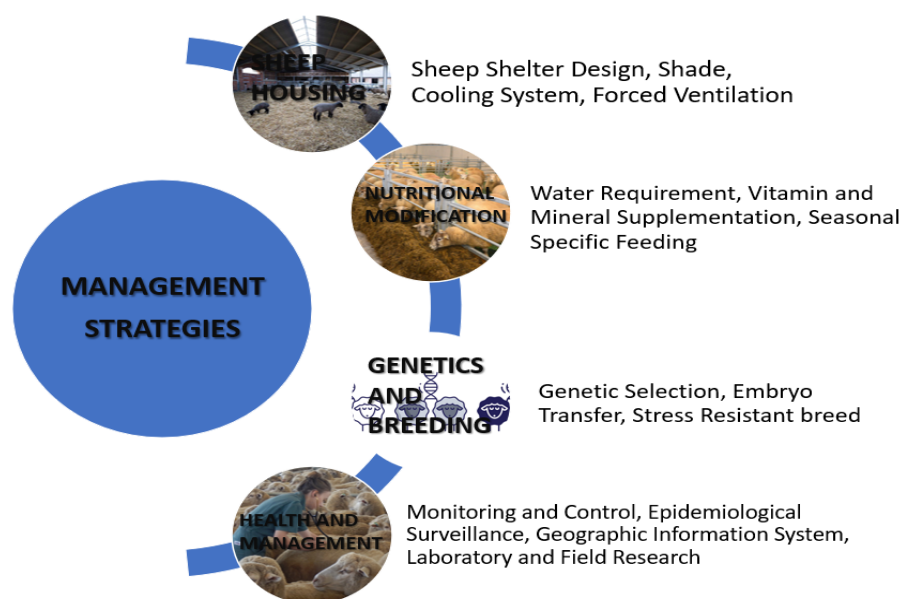 SHEEP
HOUSING
Sheep Shelter Design, Shade,
Cooling System, Forced Ventilation
NUTRITIONAL
MODIFICATION
Water Requirement, Vitamin and
Mineral Supplementation, Seasonal
Specific Feeding
MANAGEMENT
STRATEGIES
GENETICS
AND
BREEDING
Genetic Selection, Embryo
Transfer, Stress Resistant breed
HEALTH AND
MANAGEMENT
Monitoring and Control, Epidemiological
Surveillance, Geographic Information System,
Laboratory and Field Research